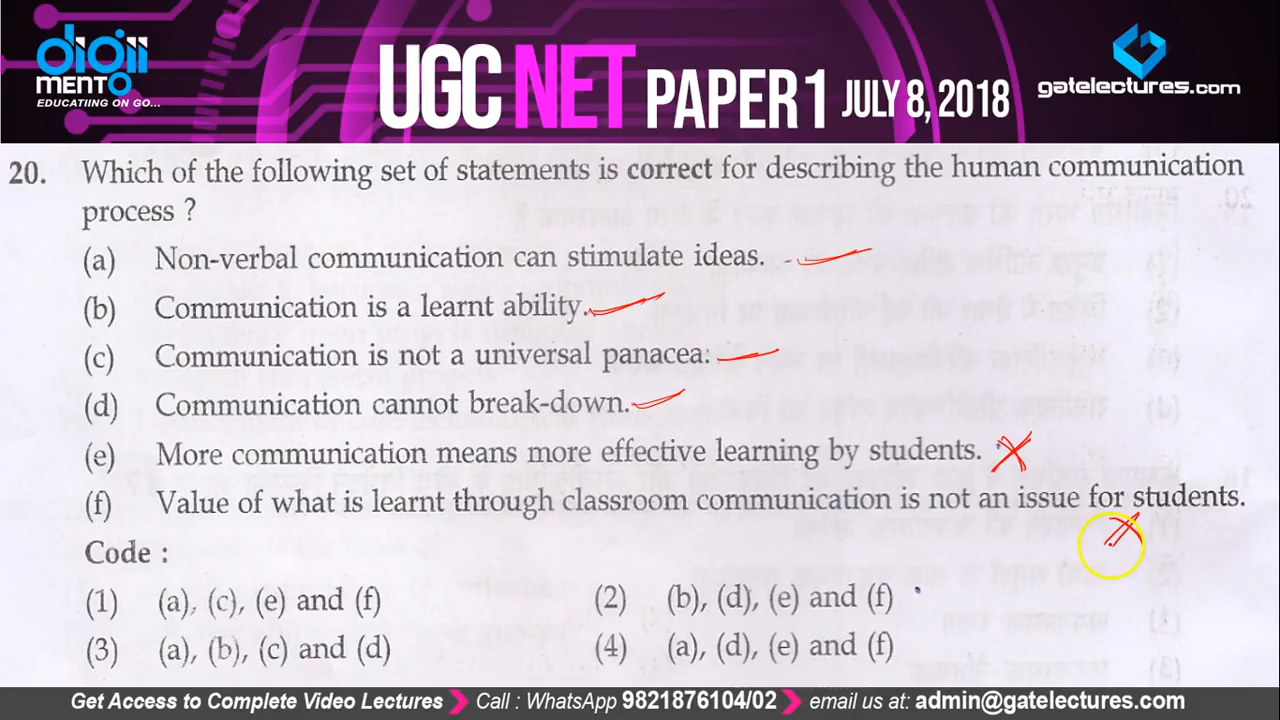 digii
MENTO
EDUCATIING ON GO...
UGC NET PAPER 1 JULY 8, 2018
gatelectures.com
20. Which of the following set of statements is correct for describing the human communication
process ?
(a) Non-verbal communication can stimulate ideas.
(b) Communication is a learnt ability.
(c) Communication is not a universal panacea:
(d) Communication cannot break-down.
(e) More communication means more effective learning by students.
(f) Value of what is learnt through classroom communication is not an issue for students.
Code :
(1) (a), (c), (e) and (f) (2) (b), (d), (e) and (f)
(3) (a), (b), (c) and (d) (4) (a), (d), (e) and (f)
Get Access to Complete Video Lectures Call : WhatsApp 9821876104/02 email us at: admin@gatelectures.com